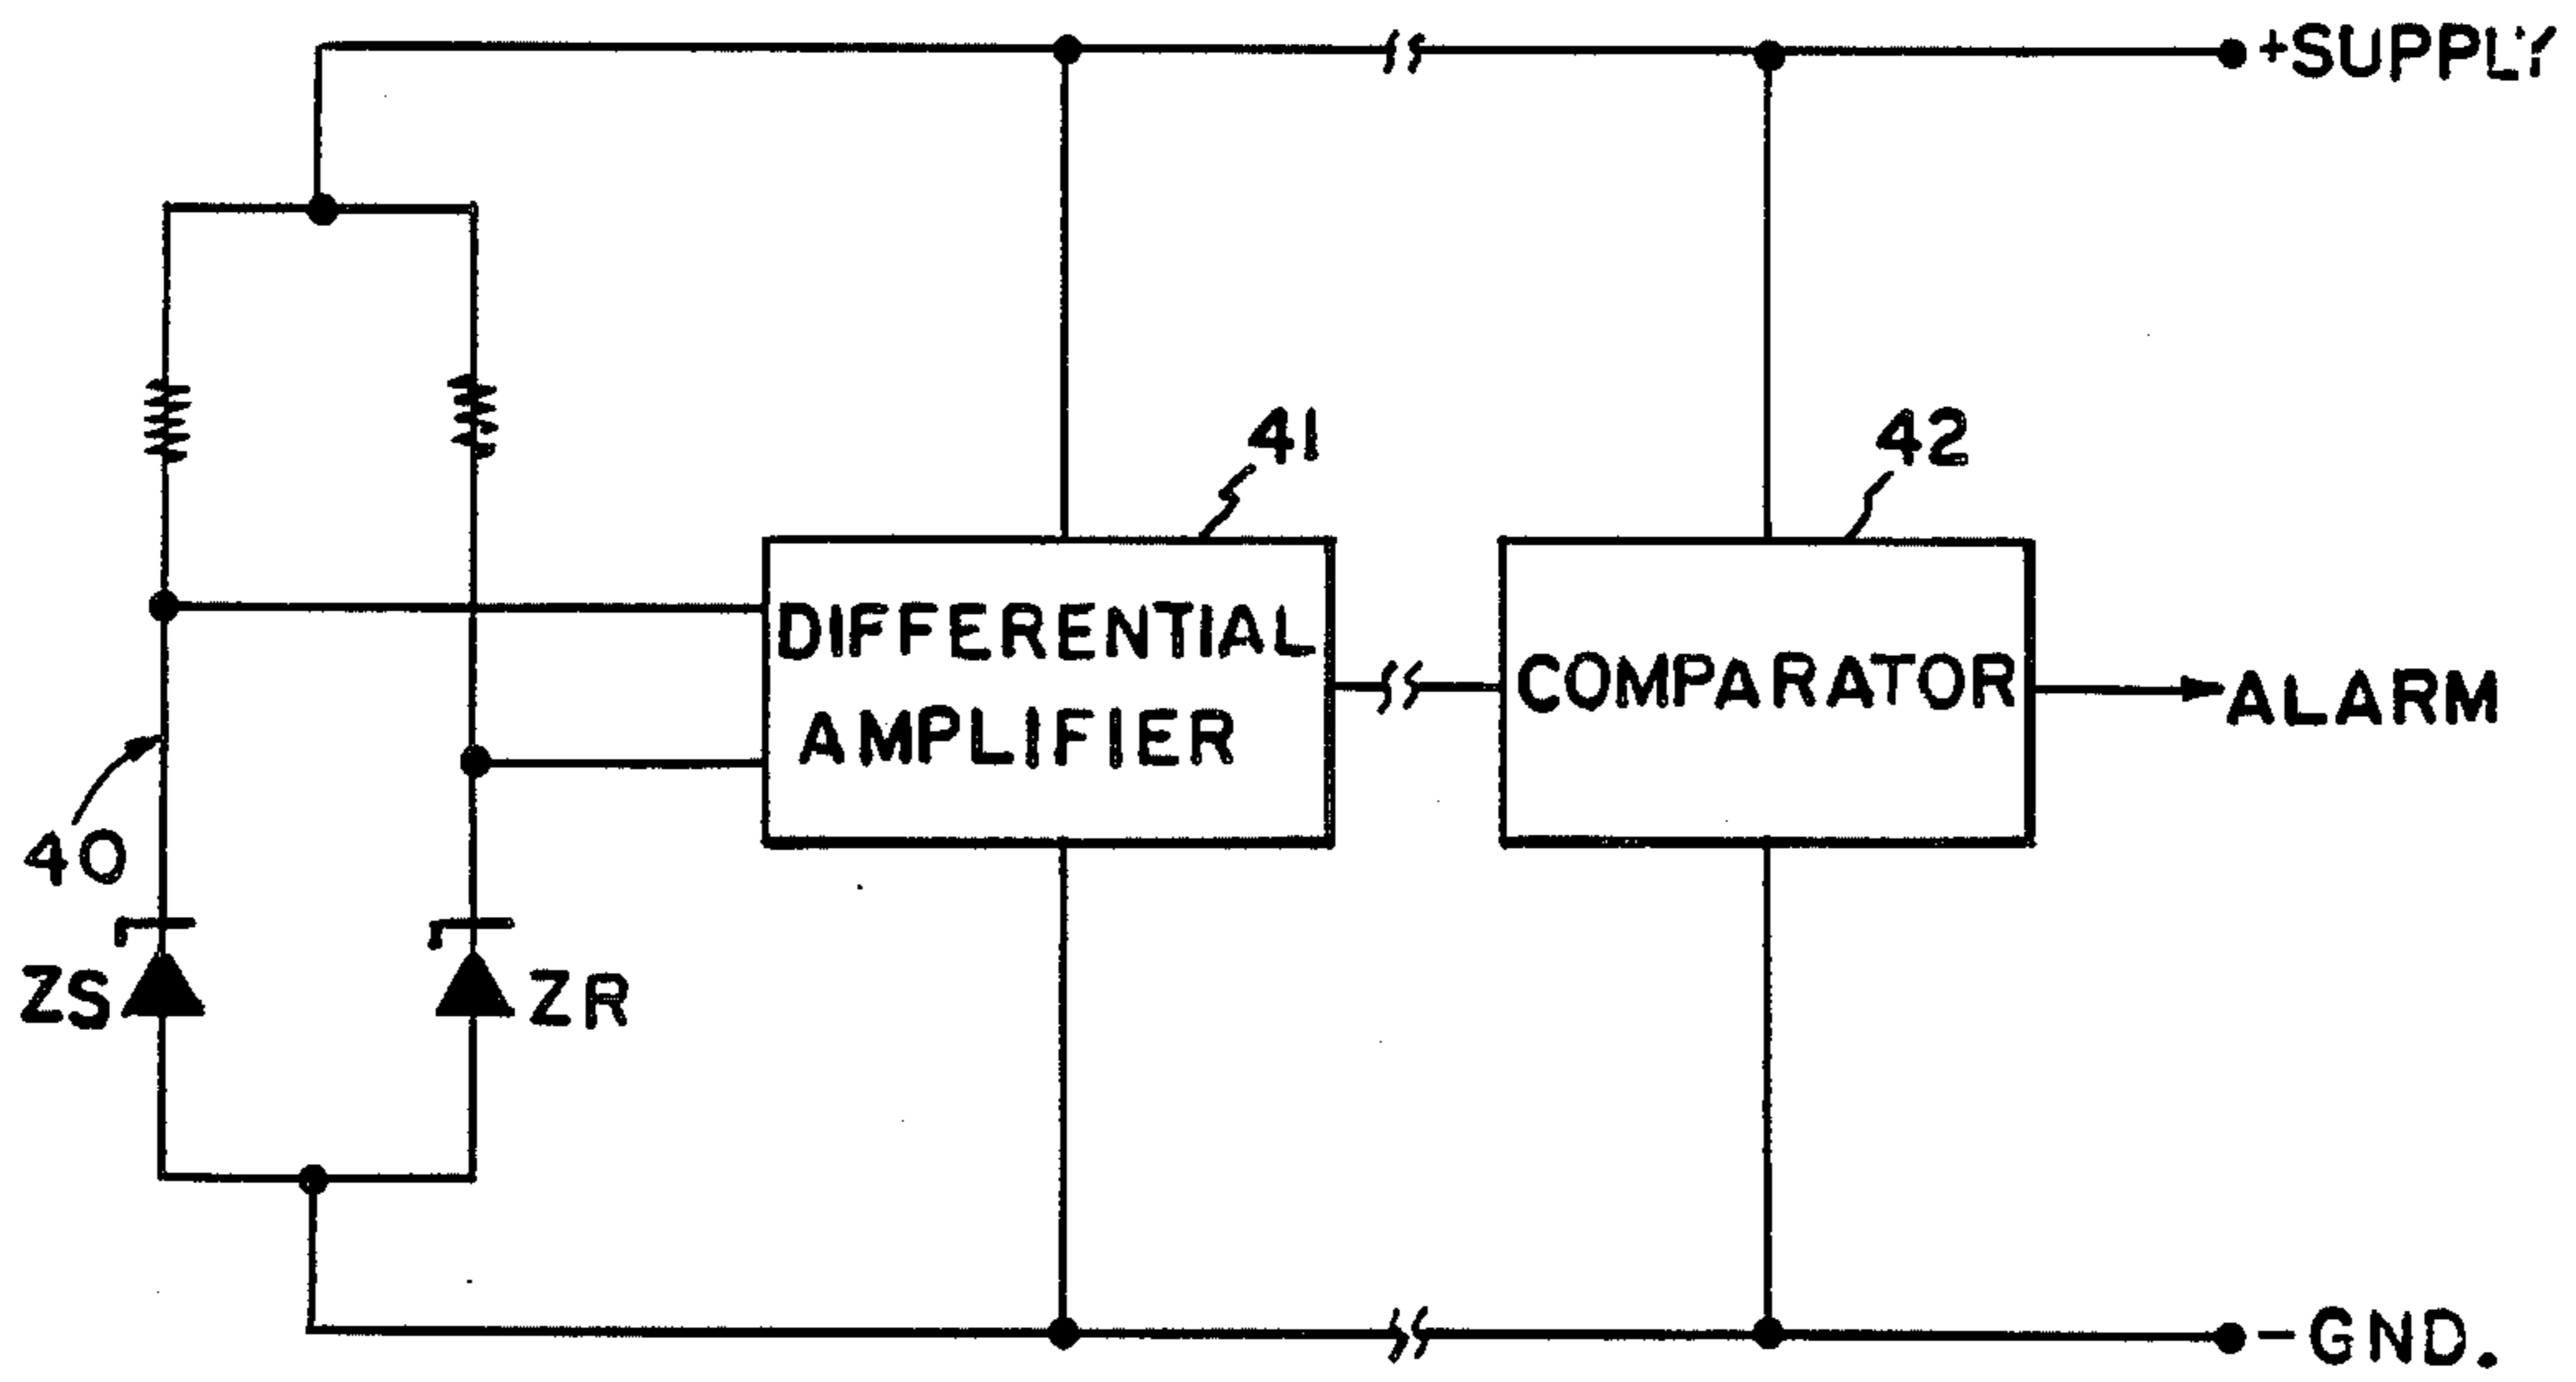 +SUPPLY
41
42
DIFFERENTIAL
AMPLIFIER
COMPARATOR
ALARM
40
ZS
ZR
-GND.